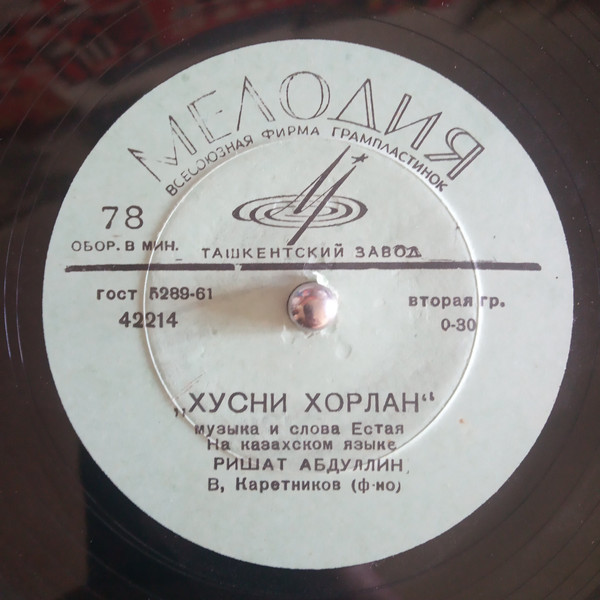 МЕЛОДИЯ
ВСЕСОЮЗНАЯ ФИРМА ГРАМПЛАСТИНОК
78
ОБОР. В МИН.
ТАШКЕНТСКИЙ ЗАВОД
гост 5289-61
вторая гр.
42214
0-30
„ХУСНИ ХОРЛАН“
музыка и слова Естая
На казахском языке
РИШАТ АБДУЛЛИН
В, Каретников (ф-но)